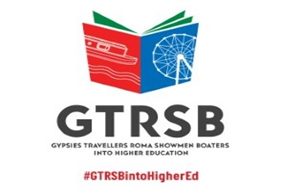 GTRSB
GYPSIES TRAVELLERS ROMA SHOWMEN BOATERS
INTO HIGHER EDUCATION
#GTRSBintoHigherEd